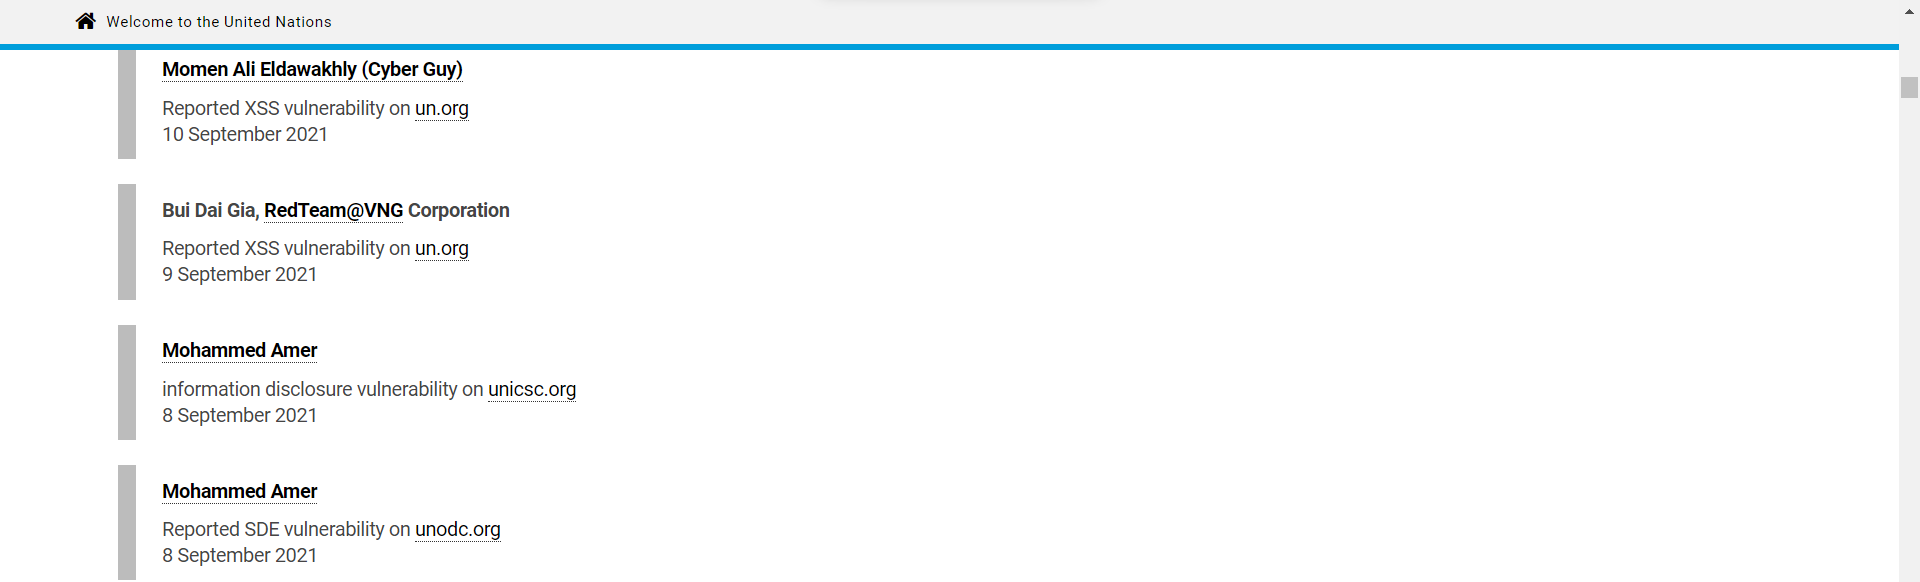 Welcome to the United Nations
Momen Ali Eldawakhly (Cyber Guy)
Reported XSS vulnerability on un.org
10 September 2021
Bui Dai Gia, RedTeam@VNG Corporation
Reported XSS vulnerability on un.org
9 September 2021
Mohammed Amer
information disclosure vulnerability on unicsc.org
8 September 2021
Mohammed Amer
Reported SDE vulnerability on unodc.org
8 September 2021